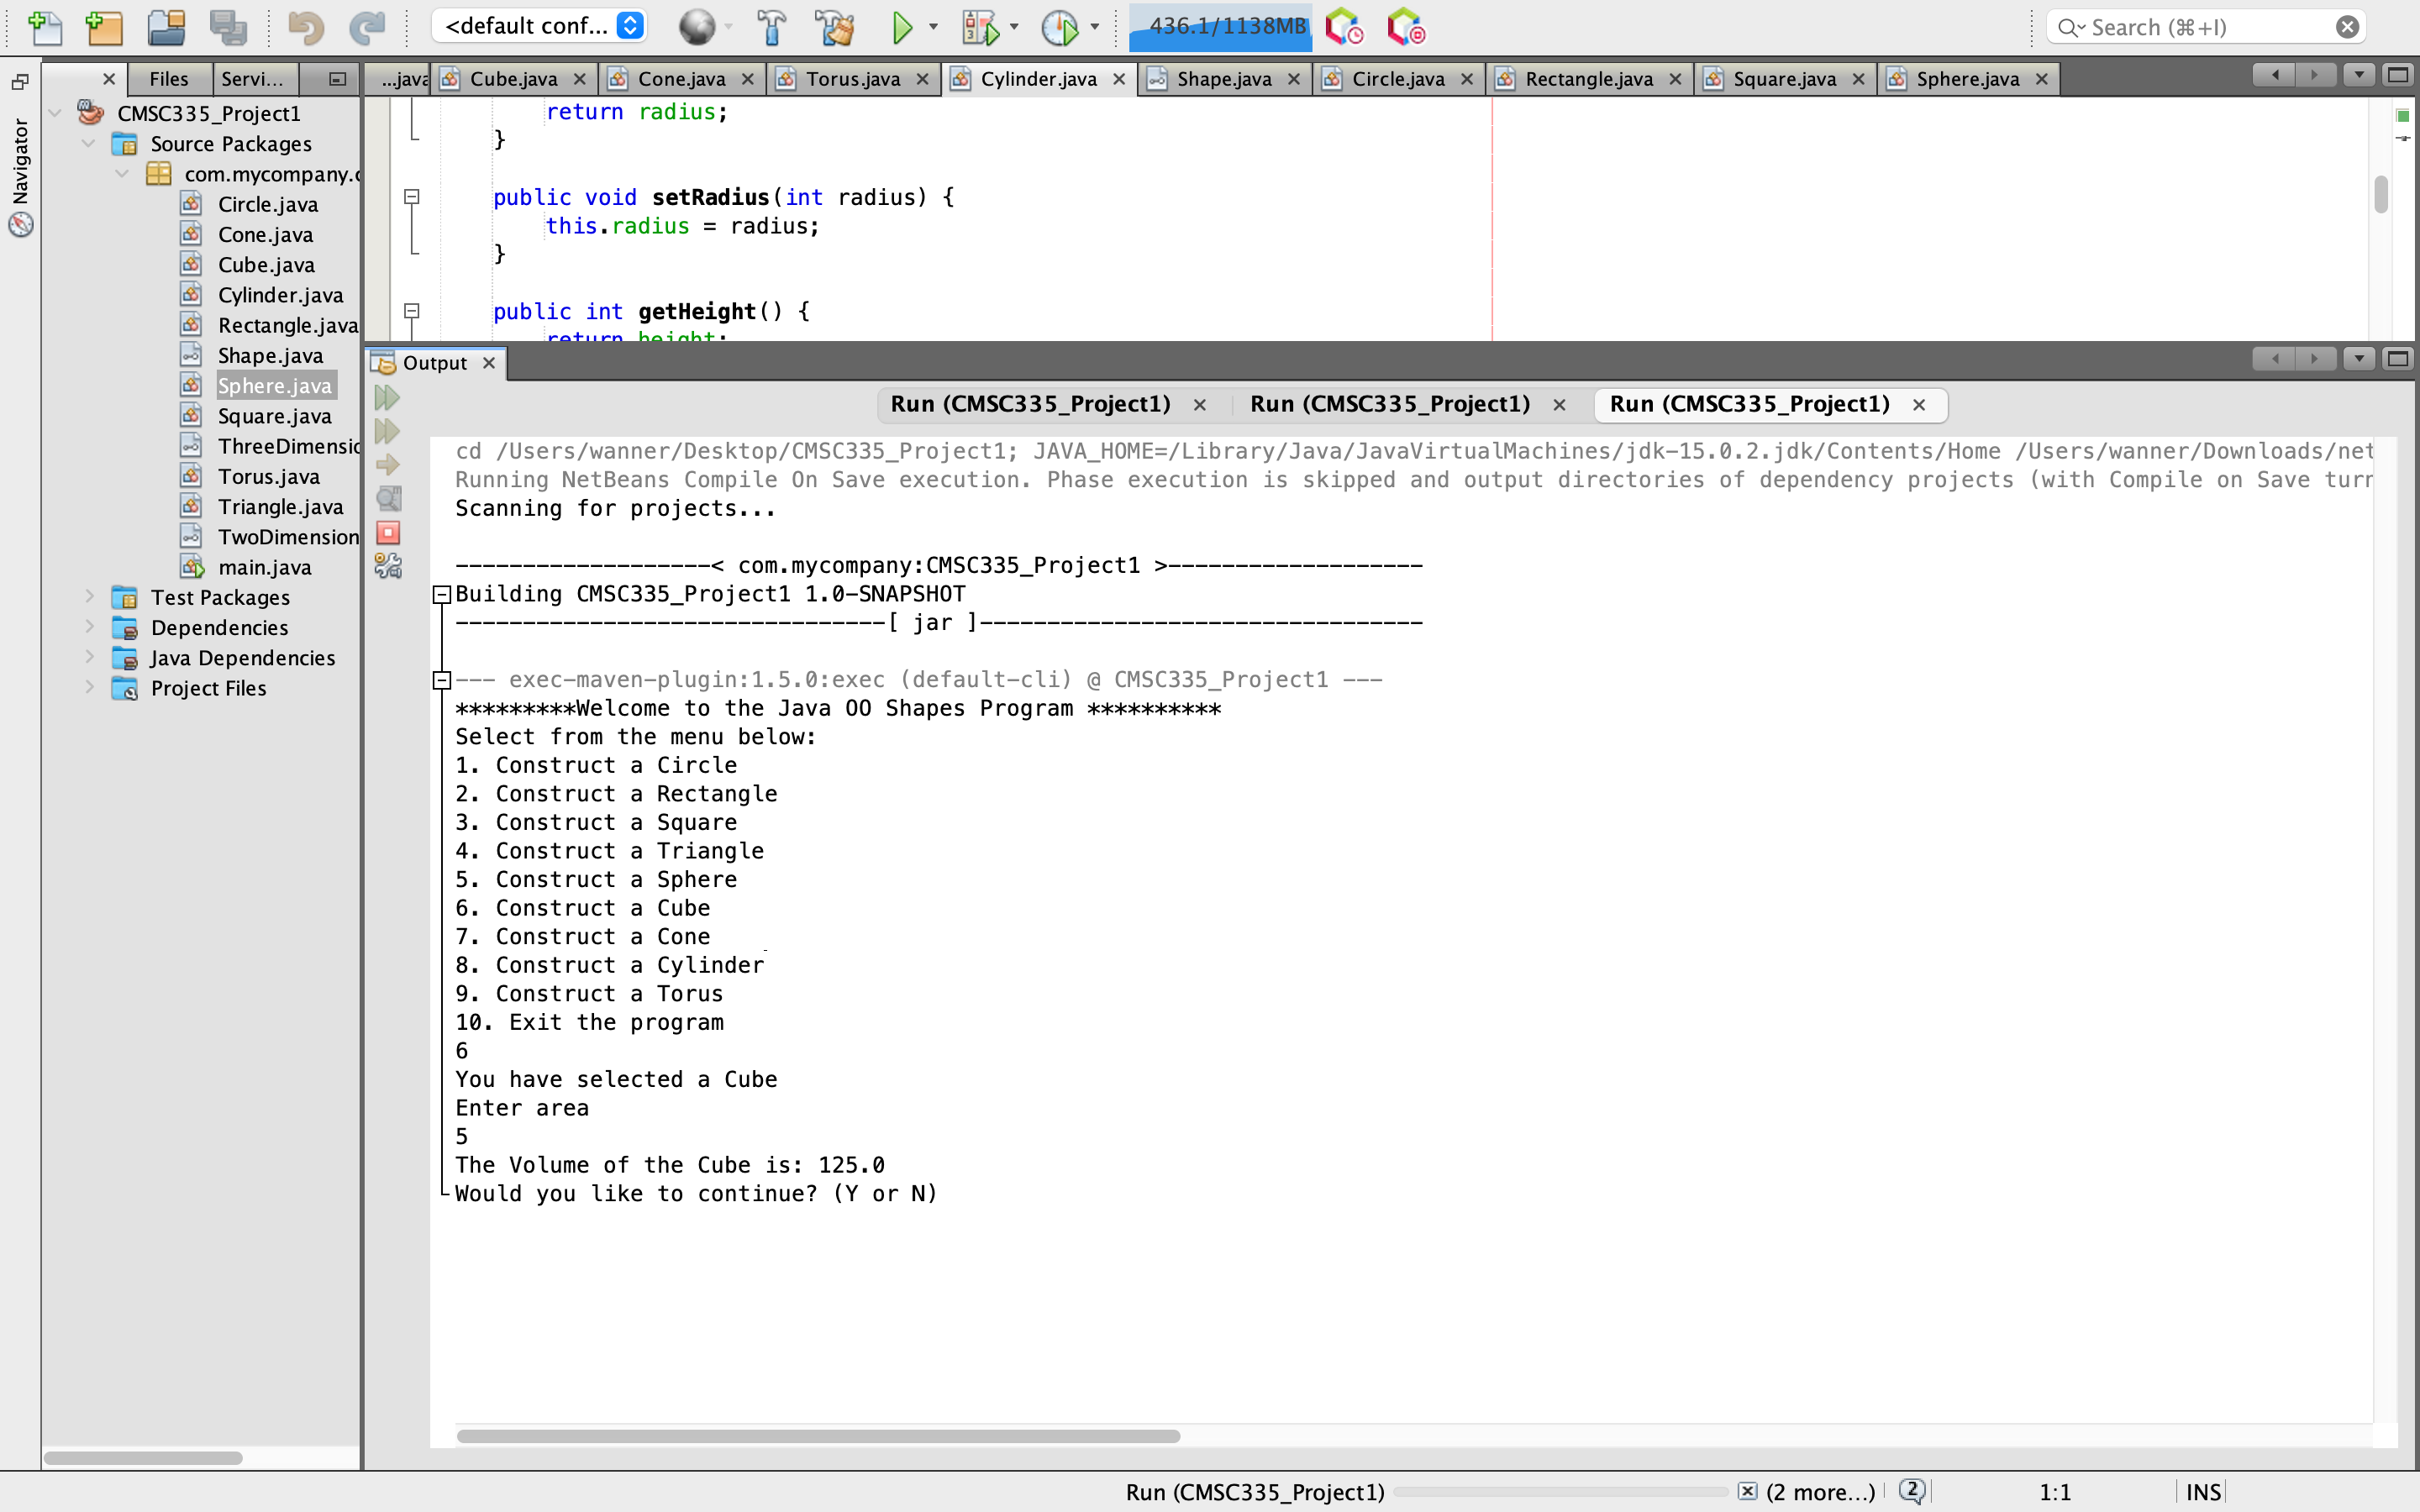 <default conf...
436.1/1138MB
Search (⌘+I)
Files
Servi...
...java
Cube.java
Cone.java
Torus.java
Cylinder.java
Shape.java
Circle.java
Rectangle.java
Square.java
Sphere.java
Navigator
CMSC335_Project1
Source Packages
com.mycompany.c
Circle.java
Cone.java
Cube.java
Cylinder.java
Rectangle.java
Shape.java
Sphere.java
Square.java
ThreeDimensic
Torus.java
Triangle.java
TwoDimension
main.java
Test Packages
Dependencies
Java Dependencies
Project Files
return radius;
}
public void setRadius(int radius) {
this.radius = radius;
}
public int getHeight() {
return height;
Output
Run (CMSC335_Project1)
Run (CMSC335_Project1)
Run (CMSC335_Project1)
cd /Users/wanner/Desktop/CMSC335_Project1; JAVA_HOME=/Library/Java/JavaVirtualMachines/jdk-15.0.2.jdk/Contents/Home /Users/wanner/Downloads/net
Running NetBeans Compile On Save execution. Phase execution is skipped and output directories of dependency projects (with Compile on Save turr
Scanning for projects...
-------------------< com.mycompany:CMSC335_Project1 >-------------------
Building CMSC335_Project1 1.0-SNAPSHOT
--------------------------------[ jar ]---------------------------------
--- exec-maven-plugin:1.5.0:exec (default-cli) @ CMSC335_Project1 ---
*********Welcome to the Java OO Shapes Program **********
Select from the menu below:
1. Construct a Circle
2. Construct a Rectangle
3. Construct a Square
4. Construct a Triangle
5. Construct a Sphere
6. Construct a Cube
7. Construct a Cone
8. Construct a Cylinder
9. Construct a Torus
10. Exit the program
6
You have selected a Cube
Enter area
5
The Volume of the Cube is: 125.0
Would you like to continue? (Y or N)
Run (CMSC335_Project1)
(2 more...)
2
1:1
INS